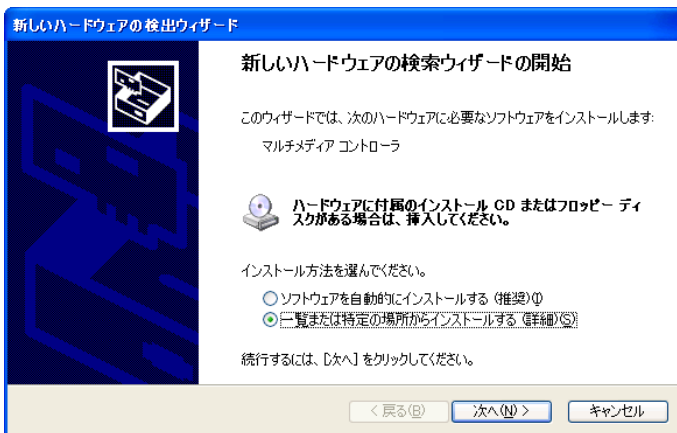 新しいハードウェアの検出ウィザード
新しいハードウェアの検索ウィザードの開始
このウィザードでは、次のハードウェアに必要なソフトウェアをインストールします:
マルチメディア コントローラ
ハードウェアに付属のインストール CD またはフロッピー ディ
スクがある場合は、挿入してください。
インストール方法を選んでください。
ソフトウェアを自動的にインストールする (推奨)(I)
一覧または特定の場所からインストールする (詳細)(S)
続行するには、[次へ] をクリックしてください。
< 戻る(B) 次へ(N) > キャンセル